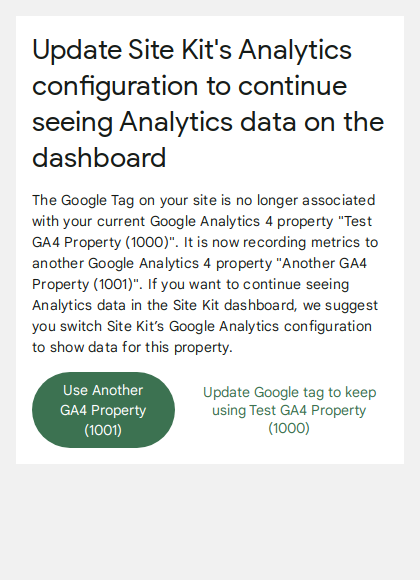 Update Site Kit's Analytics
configuration to continue
seeing Analytics data on the
dashboard
The Google Tag on your site is no longer associated
with your current Google Analytics 4 property "Test
GA4 Property (1000)". It is now recording metrics to
another Google Analytics 4 property "Another GA4
Property (1001)". If you want to continue seeing
Analytics data in the Site Kit dashboard, we suggest
you switch Site Kit’s Google Analytics configuration
to show data for this property.
Use Another
GA4 Property
(1001)
Update Google tag to keep
using Test GA4 Property
(1000)